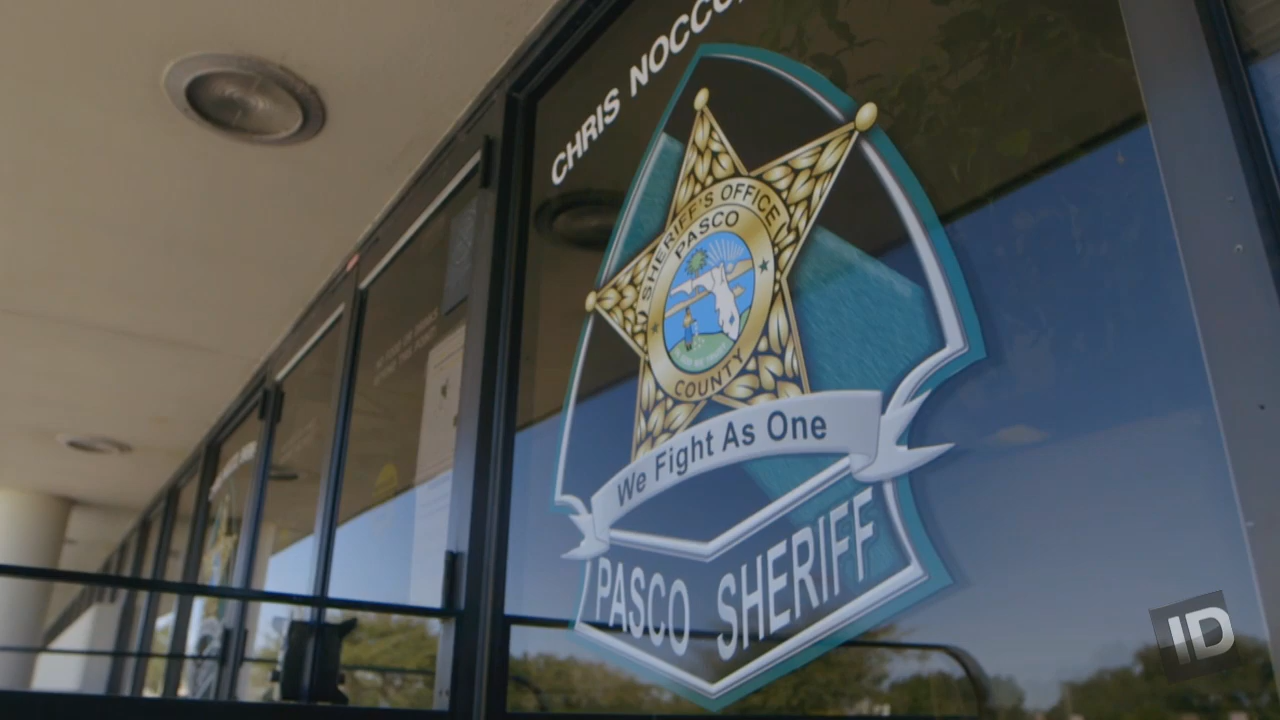 CHRIS NOCCO
SHERIFF'S OFFICE
PASCO
COUNTY
We Fight As One
PASCO SHERIFF
ID